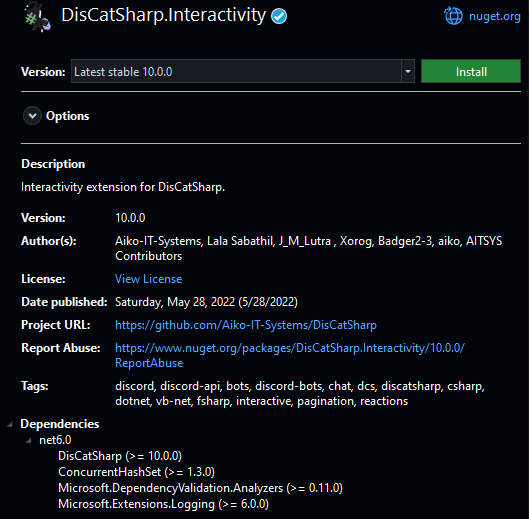 DisCatSharp.Interactivity
nuget.org
Version: Latest stable 10.0.0 Install
Options
Description
Interactivity extension for DisCatSharp.
Version: 10.0.0
Author(s): Aiko-IT-Systems, Lala Sabathil, J_M_Lutra , Xorog, Badger2-3, aiko, AITSYS
Contributors
License: View License
Date published: Saturday, May 28, 2022 (5/28/2022)
Project URL: https://github.com/Aiko-IT-Systems/DisCatSharp
Report Abuse: https://www.nuget.org/packages/DisCatSharp.Interactivity/10.0.0/
ReportAbuse
Tags: discord, discord-api, bots, discord-bots, chat, dcs, discatsharp, csharp,
dotnet, vb-net, fsharp, interactive, pagination, reactions
Dependencies
net6.0
DisCatSharp (>= 10.0.0)
ConcurrentHashSet (>= 1.3.0)
Microsoft.DependencyValidation.Analyzers (>= 0.11.0)
Microsoft.Extensions.Logging (>= 6.0.0)